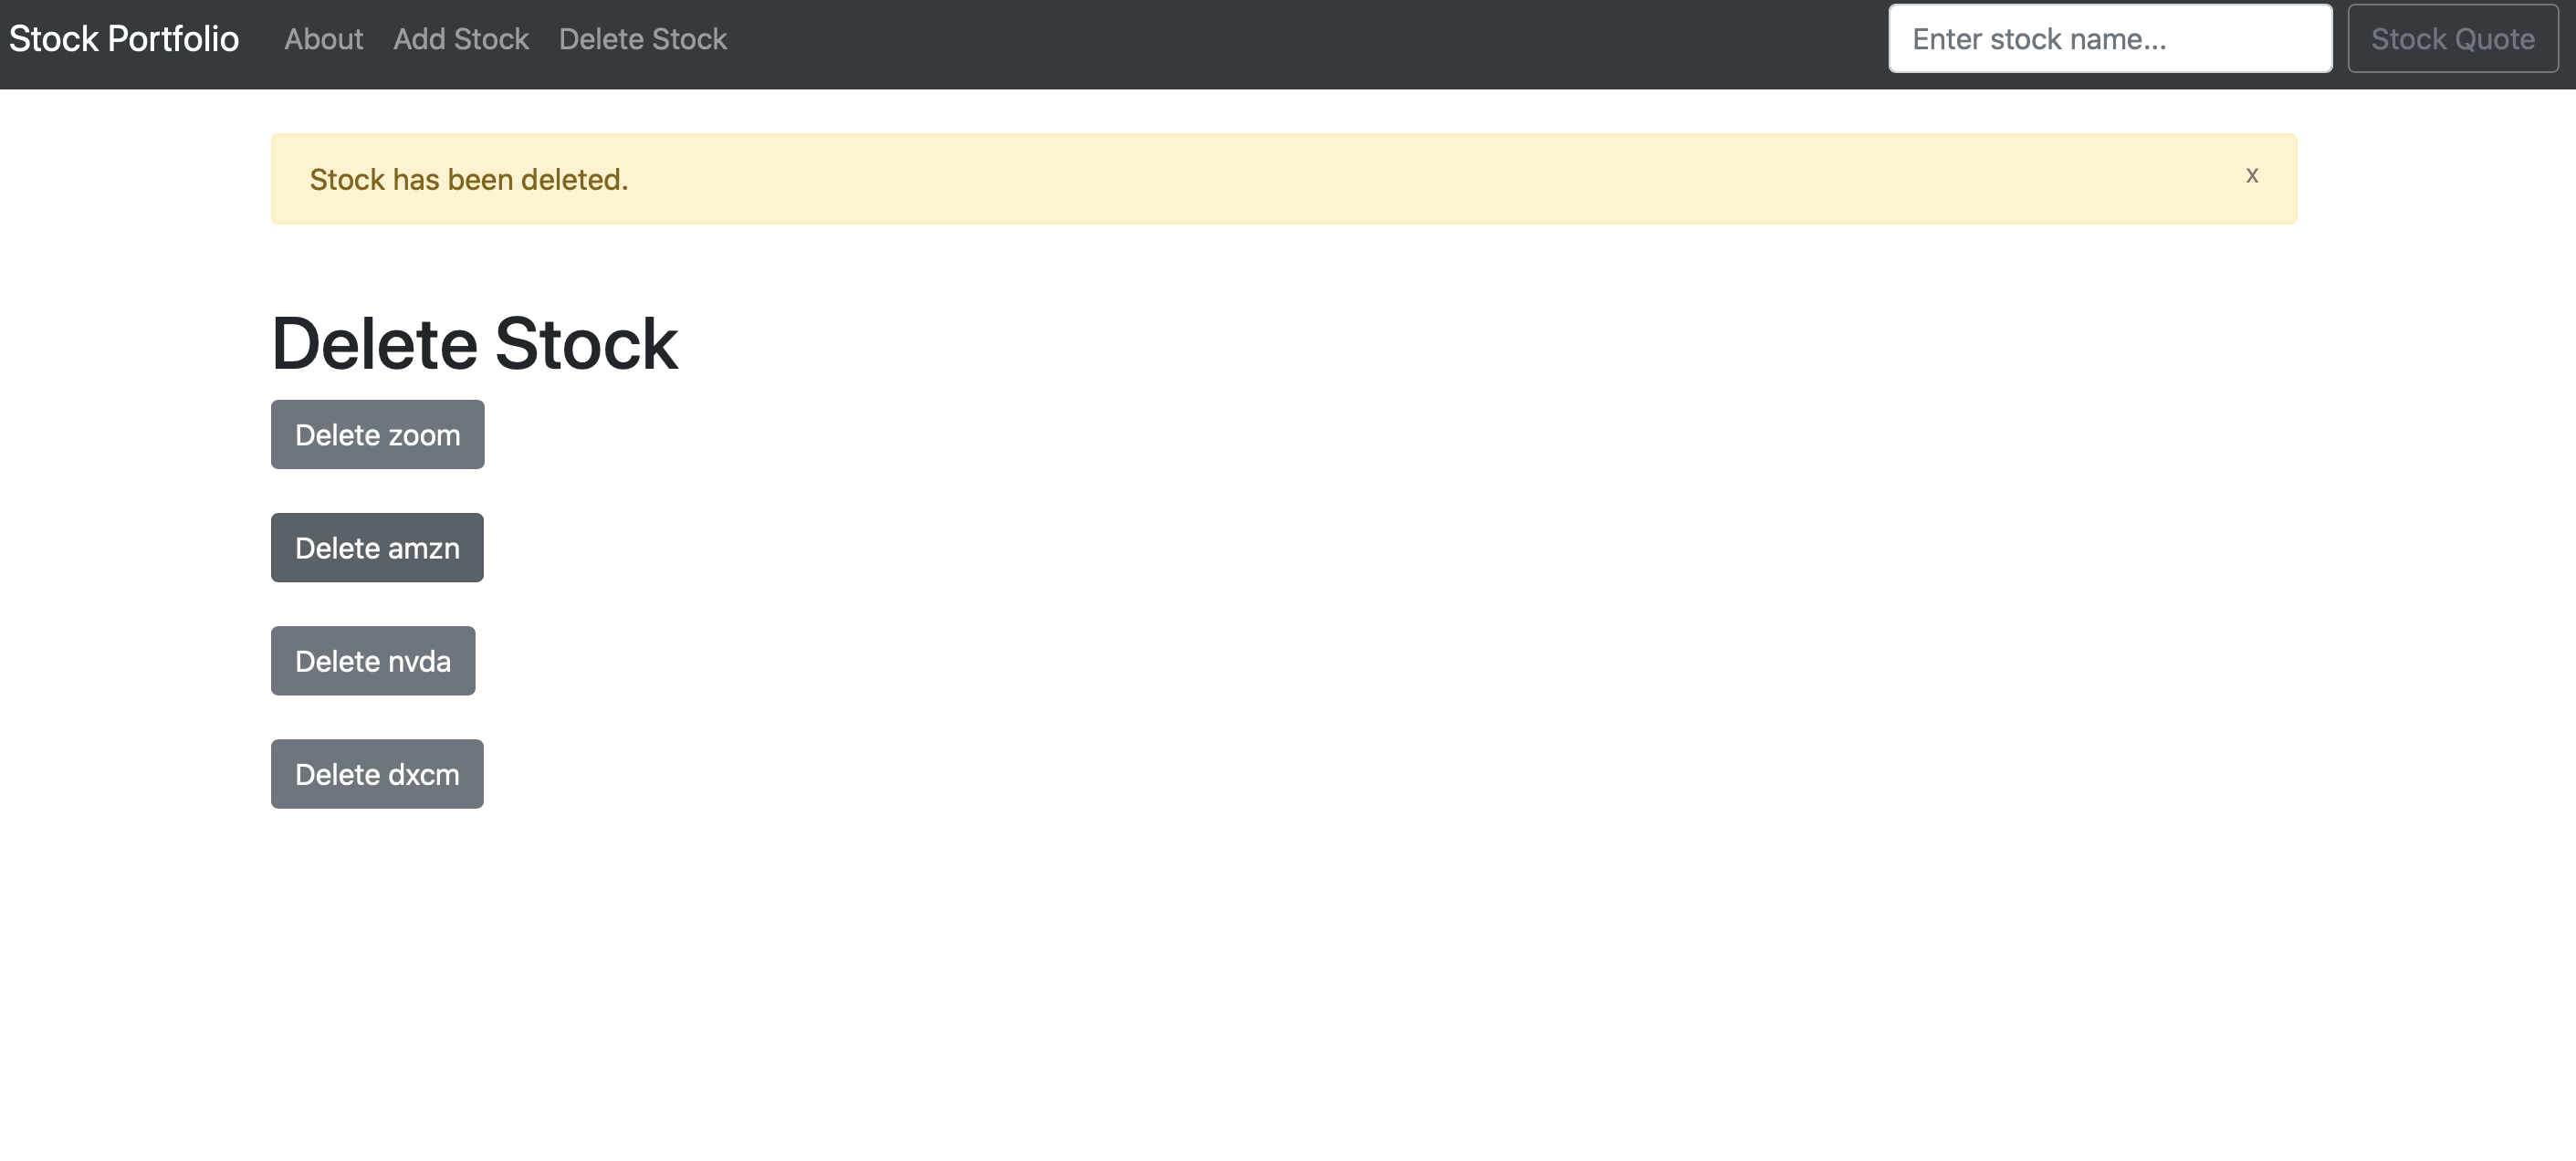 Stock Portfolio About Add Stock Delete Stock Enter stock name... Stock Quote
Stock has been deleted. x
Delete Stock
Delete zoom
Delete amzn
Delete nvda
Delete dxcm